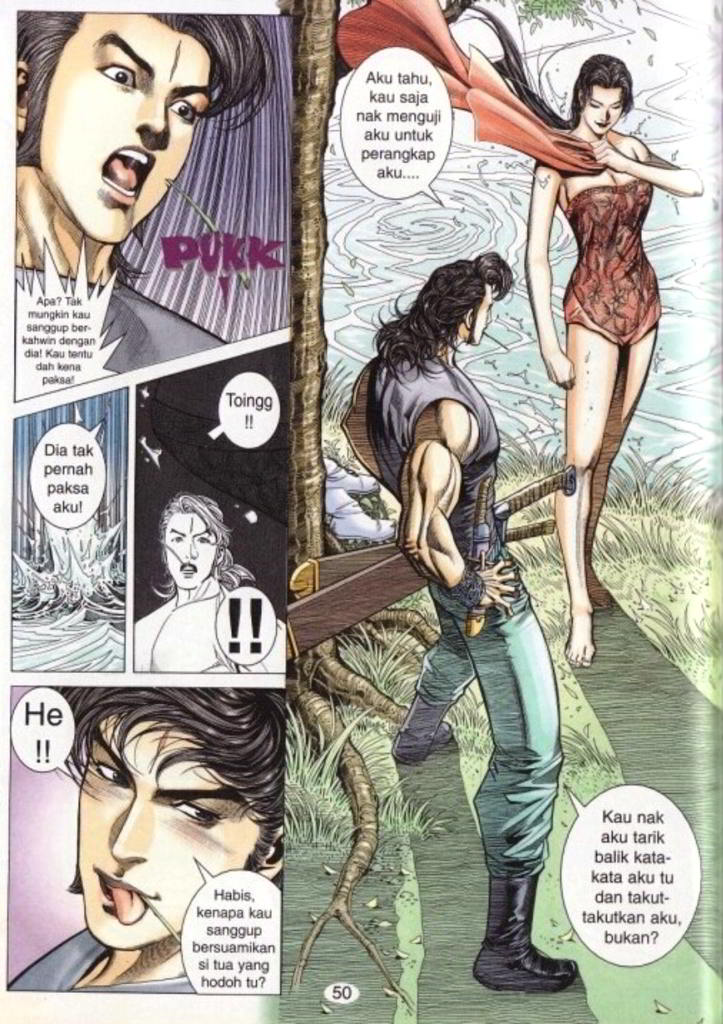 PUKK
Apa? Tak
mungkin kau
sanggup ber-
kahwin dengan
dia! Kau tentu
dah kena
paksa!
Dia tak
pernah
paksa
aku!
Toingg
!!
!!
He
!!
Habis,
kenapa kau
sanggup
bersuamikan
si tua yang
hodoh tu?
Aku tahu,
kau saja
nak menguji
aku untuk
perangkap
aku....
Kau nak
aku tarik
balik kata-
kata aku tu
dan takut-
takutkan aku,
bukan?
50